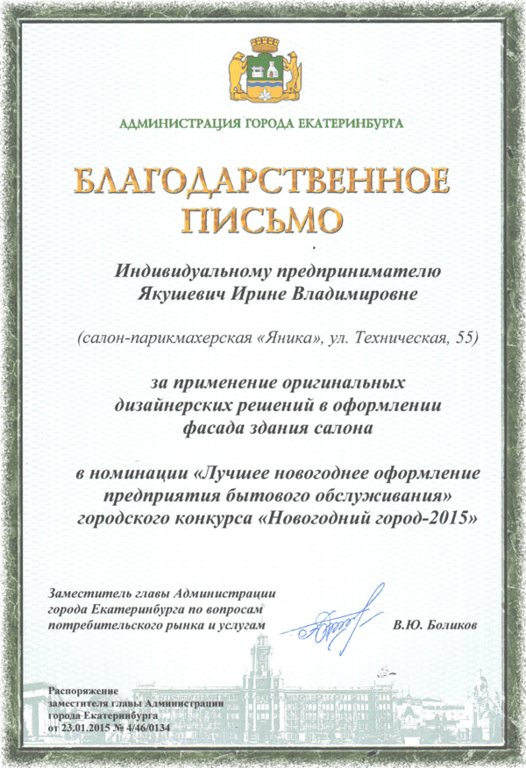 АДМИНИСТРАЦИЯ ГОРОДА ЕКАТЕРИНБУРГА
БЛАГОДАРСТВЕННОЕ
ПИСЬМО
Индивидуальному предпринимателю
Якушевич Ирине Владимировне
(салон-парикмахерская «Яника», ул. Техническая, 55)
за применение оригинальных
дизайнерских решений в оформлении
фасада здания салона
в номинации «Лучшее новогоднее оформление
предприятия бытового обслуживания»
городского конкурса «Новогодний город-2015»
Заместитель главы Администрации
города Екатеринбурга по вопросам
потребительского рынка и услугам
В.Ю. Боликов
Распоряжение
заместителя главы Администрации
города Екатеринбурга
от 23.01.2015 № 4/46/0134